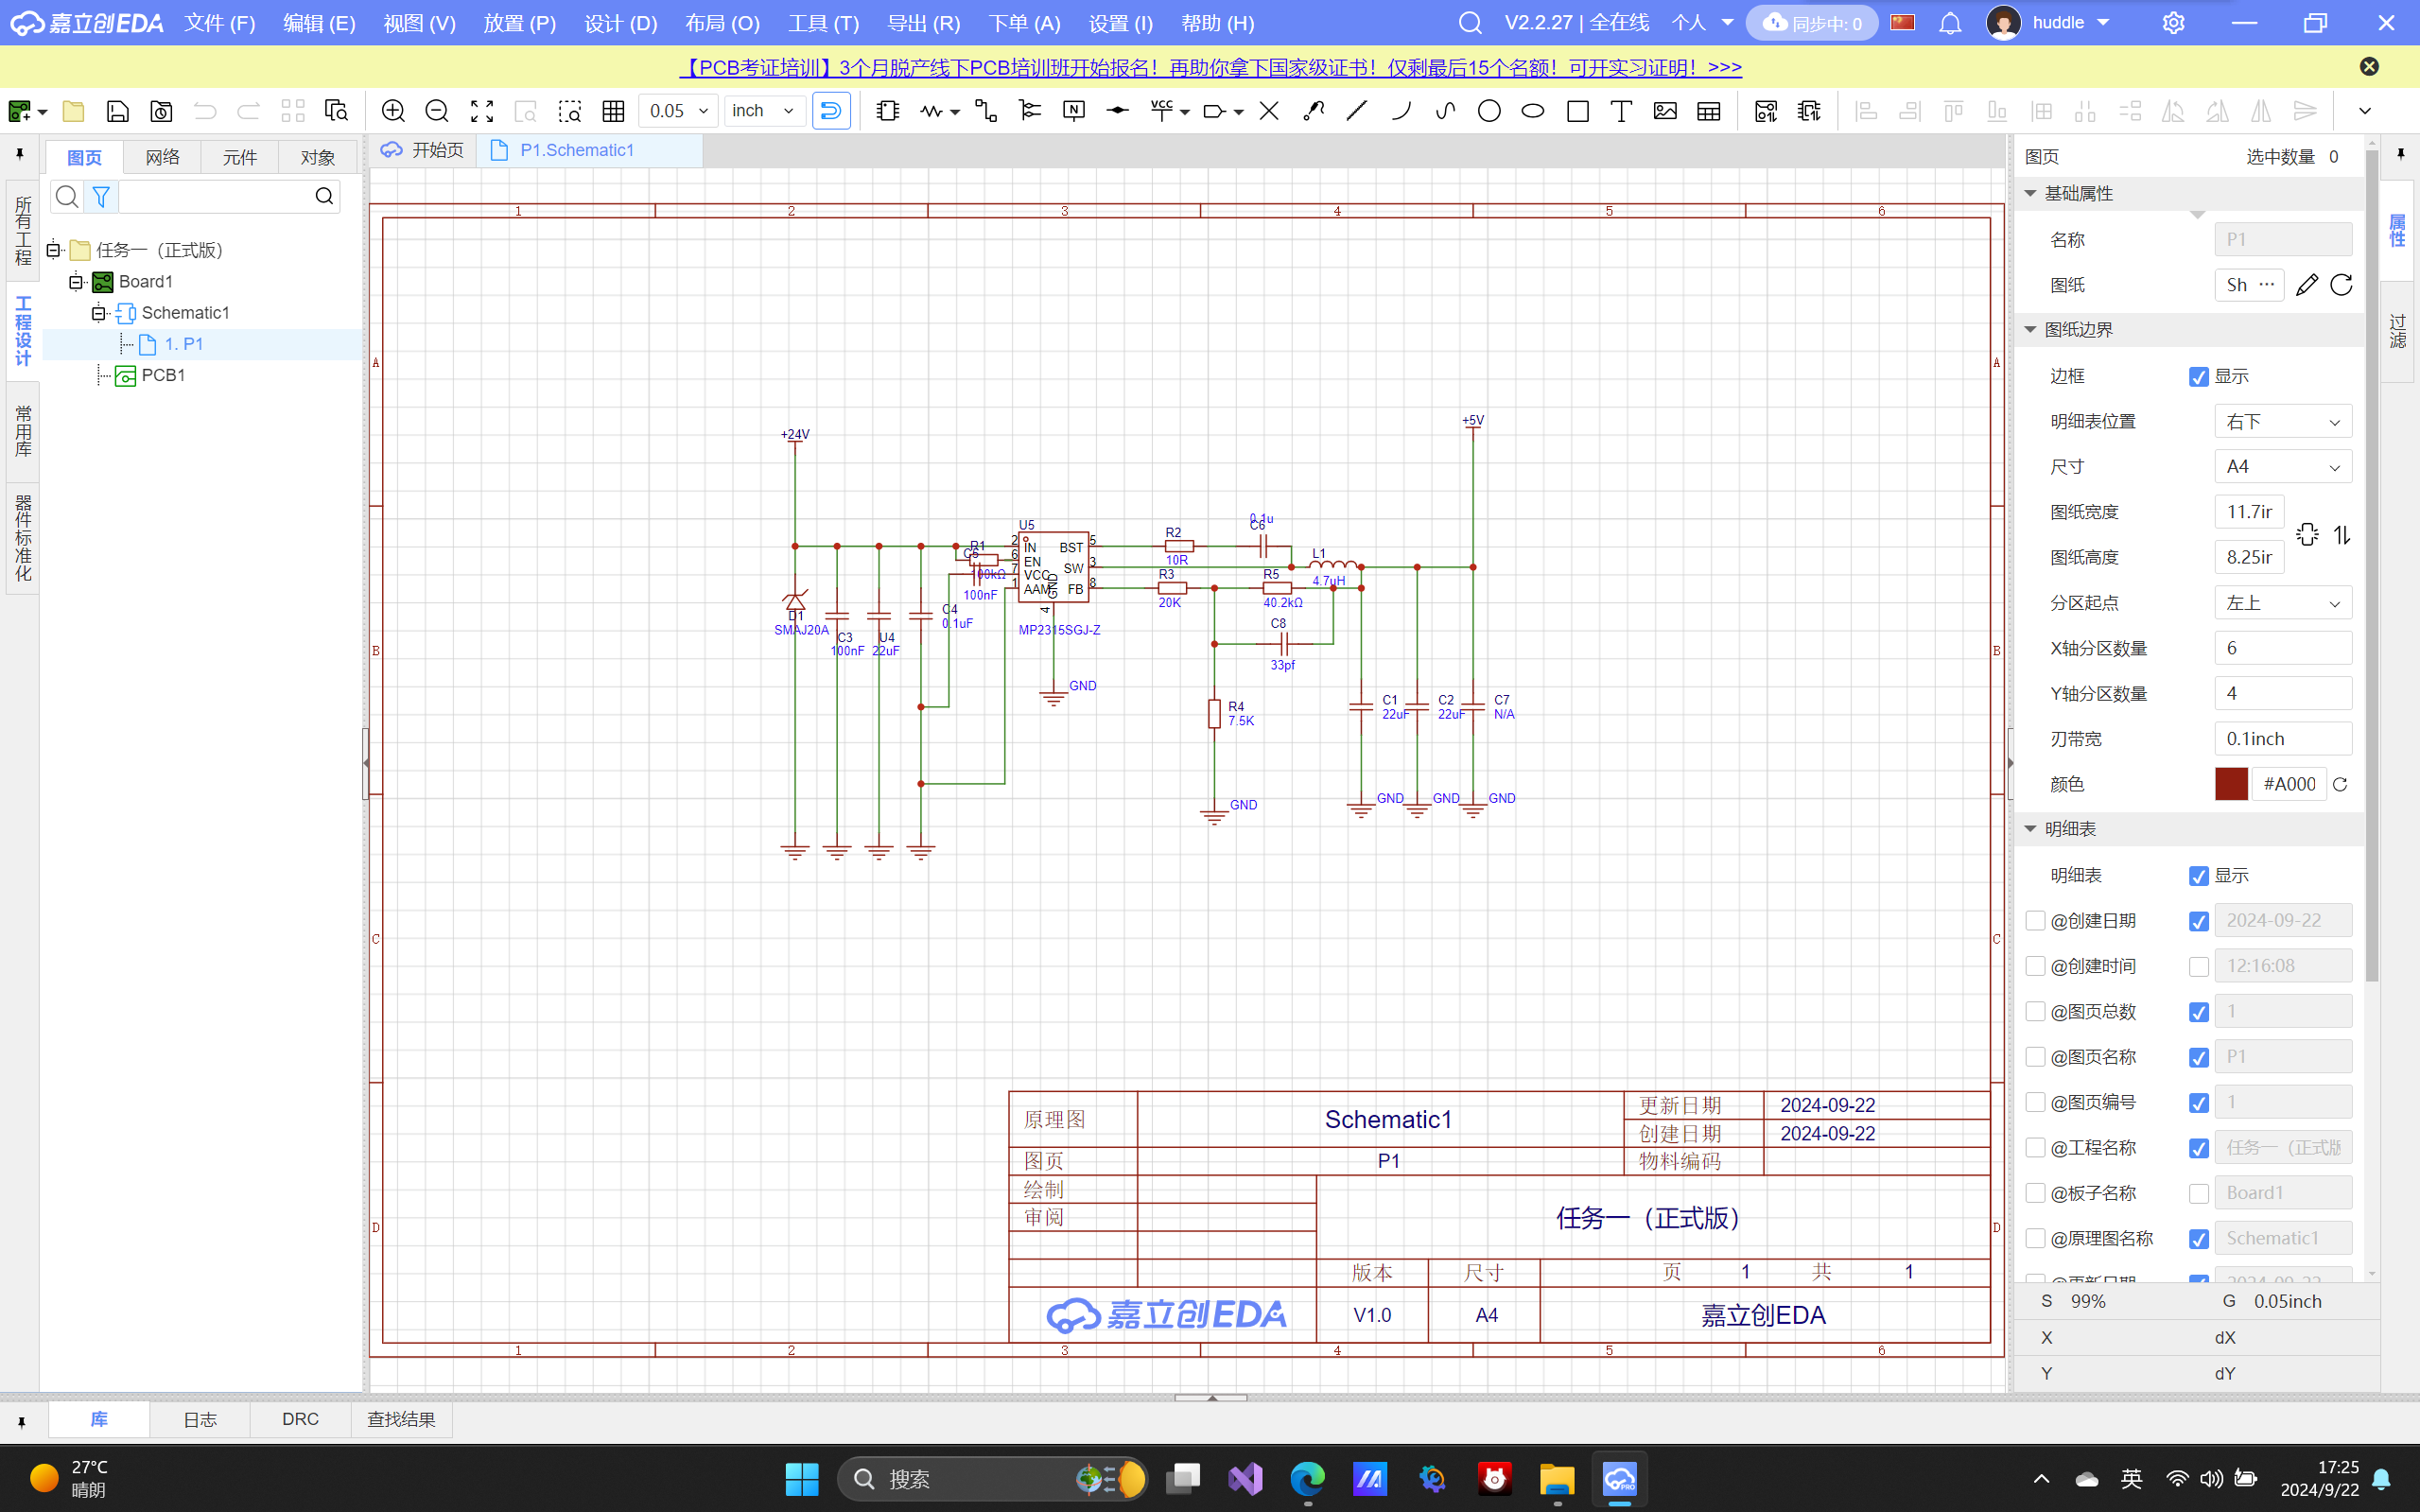 嘉立创EDA 文件 (F) 编辑 (E) 视图 (V) 放置 (P) 设计 (D) 布局 (O) 工具 (T) 导出 (R) 下单 (A) 设置 (I) 帮助 (H) V2.2.27 | 全在线 个人 同步中: 0 huddle
【PCB考证培训】3个月脱产线下PCB培训班开始报名！再助你拿下国家级证书！仅剩最后15个名额！可开实习证明！>>>
0.05 inch N VCC
图页 网络 元件 对象
开始页 P1.Schematic1
所有工程
工程设计
常用库
器件标准化
任务一（正式版）
Board1
Schematic1
1. P1
PCB1
1 2 3 4 5 6
A A
B B
C C
D D
+24V
+5V
U5
2 IN BST 5
6 EN
7 VCC SW 3
1 AAM GND FB 8
4
MP2315SGJ-Z
R1
100kΩ
C5
100nF
D1
SMAJ20A
C3
100nF
U4
22uF
C4
0.1uF
GND
R2
10R
0.1u
C6
L1
4.7uH
R3
20K
R5
40.2kΩ
C8
33pf
R4
7.5K
GND
C1
22uF
C2
22uF
C7
N/A
GND GND GND
原理图 Schematic1 更新日期 2024-09-22
创建日期 2024-09-22
图页 P1 物料编码
绘制
审阅
任务一（正式版）
版本 尺寸 页 1 共 1
嘉立创EDA V1.0 A4 嘉立创EDA
1 2 3 4 5 6
图页 选中数量 0
基础属性
名称 P1
图纸 Sh ···
图纸边界
边框 显示
明细表位置 右下
尺寸 A4
图纸宽度 11.7ir
图纸高度 8.25ir
分区起点 左上
X轴分区数量 6
Y轴分区数量 4
刃带宽 0.1inch
颜色 #A000
明细表
明细表 显示
@创建日期 2024-09-22
@创建时间 12:16:08
@图页总数 1
@图页名称 P1
@图页编号 1
@工程名称 任务一（正式版
@板子名称 Board1
@原理图名称 Schematic1
@更新日期 2024-09-22
S 99% G 0.05inch
X dX
Y dY
属性
过滤
库 日志 DRC 查找结果
27°C
晴朗
搜索
PRO
英
17:25
2024/9/22